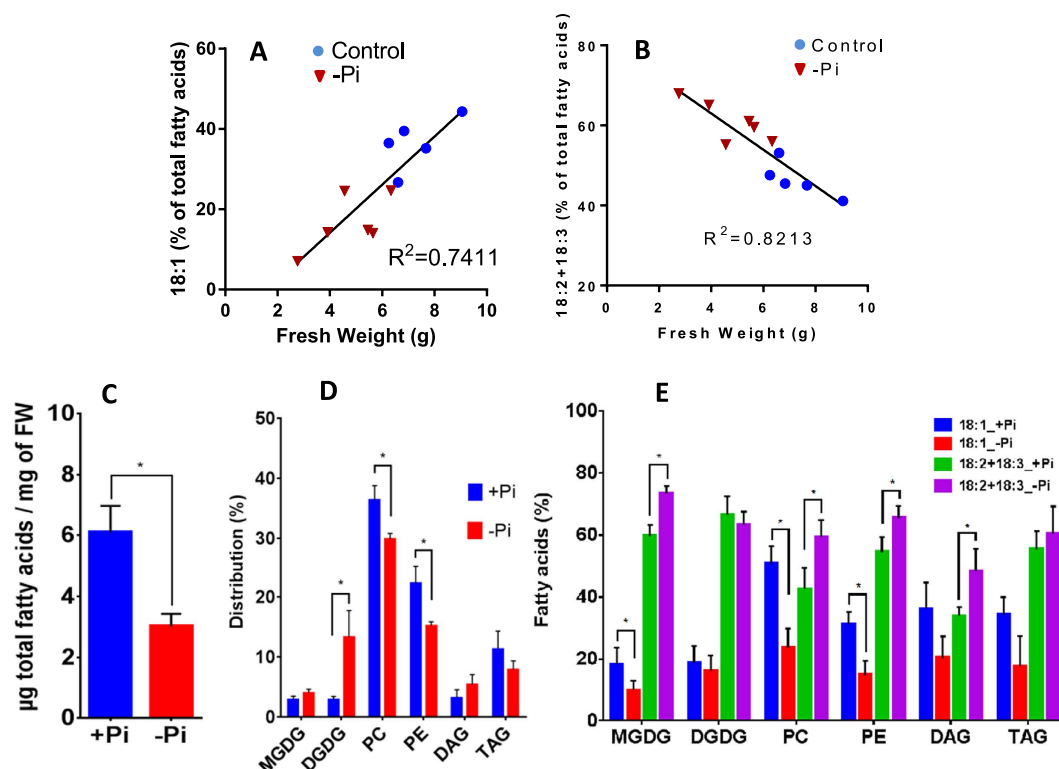 A
Control
-Pi
60
40
20
0
18:1 (% of total fatty acids)
R²=0.7411
0 2 4 6 8 10
Fresh Weight (g)
B
Control
-Pi
80
60
40
20
18:2+18:3 (% of total fatty acids)
R²=0.8213
0 2 4 6 8 10
Fresh Weight (g)
C
10
8
6
4
2
0
µg total fatty acids / mg of FW
*
+Pi -Pi
D
50
40
30
20
10
0
Distribution (%)
+Pi
-Pi
* * *
MGDG DGDG PC PE DAG TAG
E
100
80
60
40
20
0
Fatty acids (%)
18:1_+Pi
18:1_-Pi
18:2+18:3_+Pi
18:2+18:3_-Pi
* * * * * * *
MGDG DGDG PC PE DAG TAG